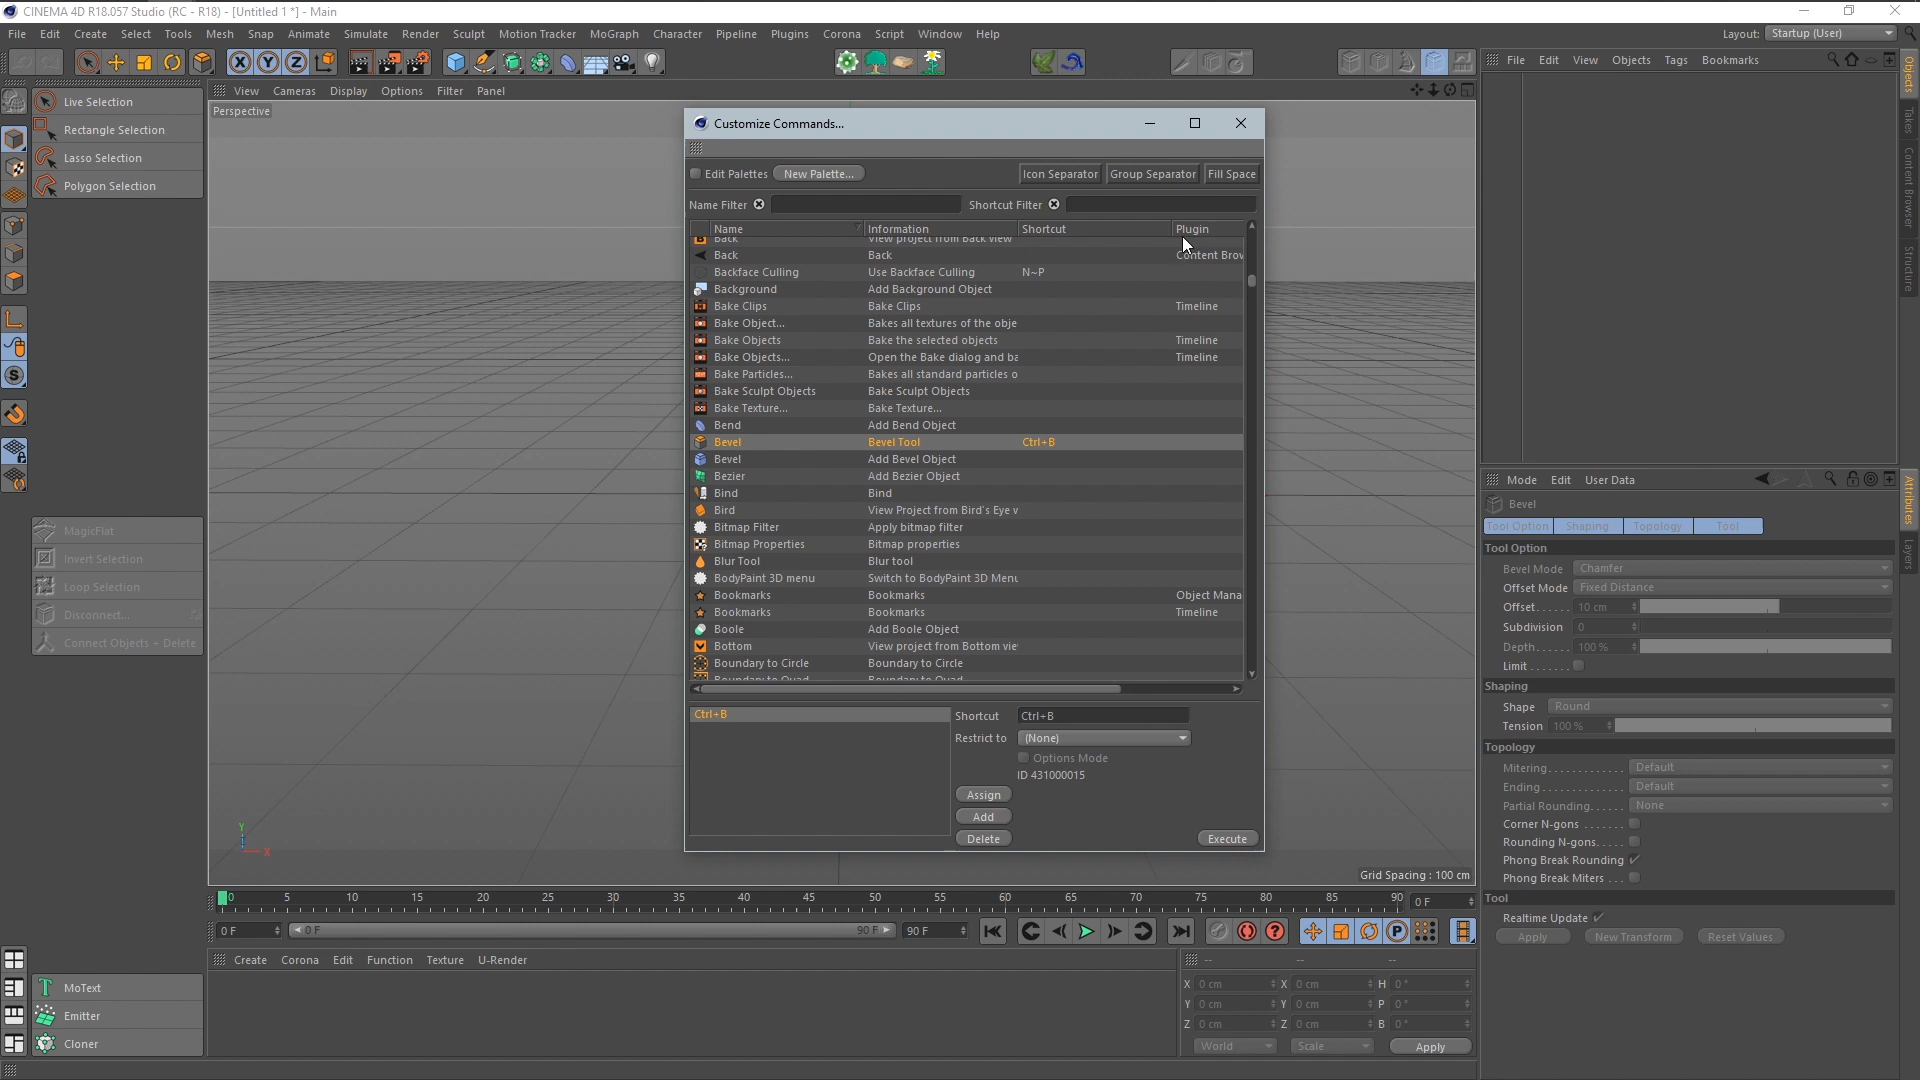 CINEMA 4D R18.057 Studio (RC - R18) - [Untitled 1 *] - Main
File Edit Create Select Tools Mesh Snap Animate Simulate Render Sculpt Motion Tracker MoGraph Character Pipeline Plugins Corona Script Window Help
Layout: Startup (User)
File Edit View Objects Tags Bookmarks
View Cameras Display Options Filter Panel
Perspective
Live Selection
Rectangle Selection
Lasso Selection
Polygon Selection
MagicFlat
Invert Selection
Loop Selection
Disconnect...
Connect Objects + Delete
MoText
Emitter
Cloner
Customize Commands...
Edit Palettes New Palette... Icon Separator Group Separator Fill Space
Name Filter Shortcut Filter
Name Information Shortcut Plugin
Back View project from Back view
Back Back Content Brov
Backface Culling Use Backface Culling N~P
Background Add Background Object
Bake Clips Bake Clips Timeline
Bake Object... Bakes all textures of the obje
Bake Objects Bake the selected objects Timeline
Bake Objects... Open the Bake dialog and ba Timeline
Bake Particles... Bakes all standard particles o
Bake Sculpt Objects Bake Sculpt Objects
Bake Texture... Bake Texture...
Bend Add Bend Object
Bevel Bevel Tool Ctrl+B
Bevel Add Bevel Object
Bezier Add Bezier Object
Bind Bind
Bird View Project from Bird's Eye v
Bitmap Filter Apply bitmap filter
Bitmap Properties Bitmap properties
Blur Tool Blur tool
BodyPaint 3D menu Switch to BodyPaint 3D Menu
Bookmarks Bookmarks Object Mana
Bookmarks Bookmarks Timeline
Boole Add Boole Object
Bottom View project from Bottom vie
Boundary to Circle Boundary to Circle
Boundary to Quad Boundary to Quad
Ctrl+B
Shortcut Ctrl+B
Restrict to (None)
Options Mode
ID 431000015
Assign
Add
Delete Execute
Grid Spacing : 100 cm
Y
X
0 5 10 15 20 25 30 35 40 45 50 55 60 65 70 75 80 85 90 0 F
0 F 0 F 90 F 90 F
Create Corona Edit Function Texture U-Render
-- -- --
X 0 cm X 0 cm H 0 °
Y 0 cm Y 0 cm P 0 °
Z 0 cm Z 0 cm B 0 °
World Scale Apply
Objects
Takes
Content Browser
Structure
Attributes
Layers
Mode Edit User Data
Bevel
Tool Option Shaping Topology Tool
Tool Option
Bevel Mode Chamfer
Offset Mode Fixed Distance
Offset...... 10 cm
Subdivision 0
Depth...... 100 %
Limit.......
Shaping
Shape Round
Tension 100 %
Topology
Mitering............. Default
Ending.............. Default
Partial Rounding...... None
Corner N-gons .......
Rounding N-gons.....
Phong Break Rounding
Phong Break Miters ...
Tool
Realtime Update
Apply New Transform Reset Values